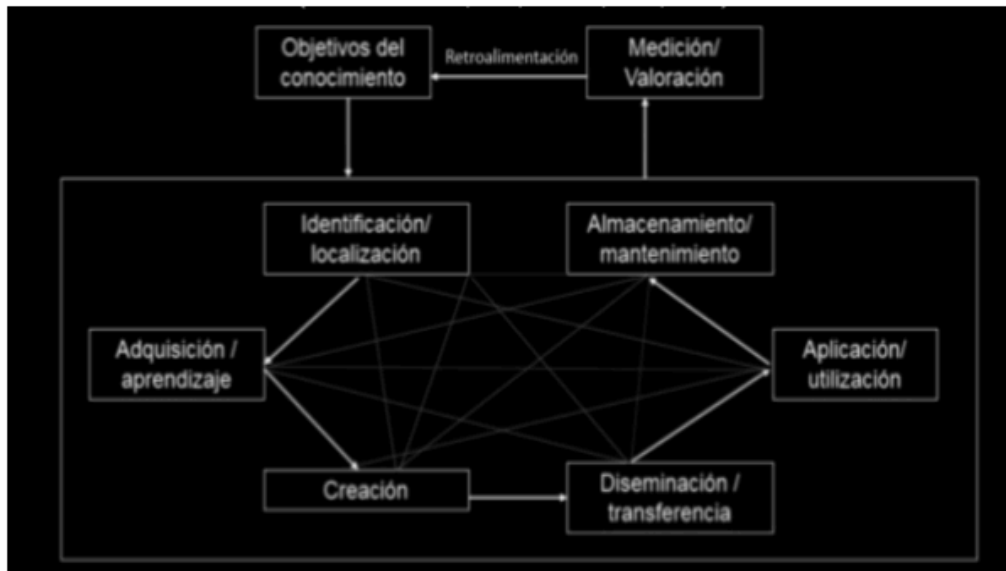 Objetivos del
conocimiento
Retroalimentación
Medición/
Valoración
Identificación/
localización
Almacenamiento/
mantenimiento
Adquisición /
aprendizaje
Aplicación/
utilización
Creación
Diseminación /
transferencia